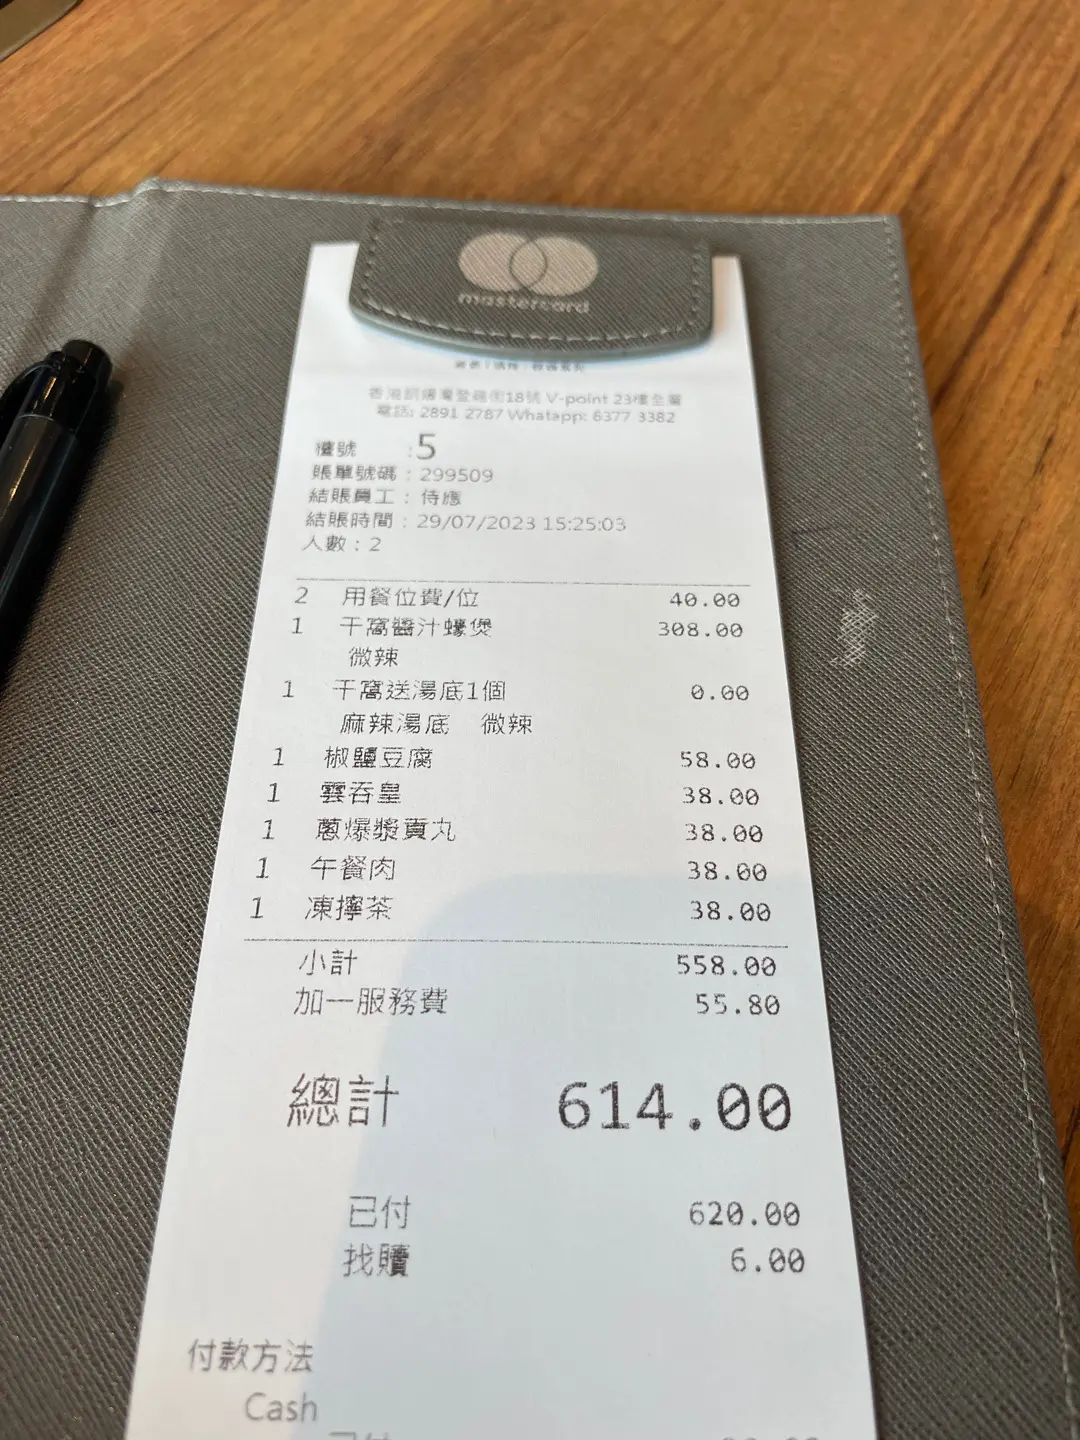 mastercard
香港銅鑼灣登龍街18號 V-point 23樓全層
電話: 2891 2787 Whatapp: 6377 3382
檯號 :5
賬單號碼 : 299509
結賬員工 : 侍應
結賬時間 : 29/07/2023 15:25:03
人數 : 2
2 用餐位費/位 40.00
1 干窩醬汁蠔煲 308.00
微辣
1 干窩送湯底1個 0.00
麻辣湯底 微辣
1 椒鹽豆腐 58.00
1 雲吞皇 38.00
1 蔥爆漿貢丸 38.00
1 午餐肉 38.00
1 凍擰茶 38.00
小計 558.00
加一服務費 55.80
總計 614.00
已付 620.00
找贖 6.00
付款方法
Cash